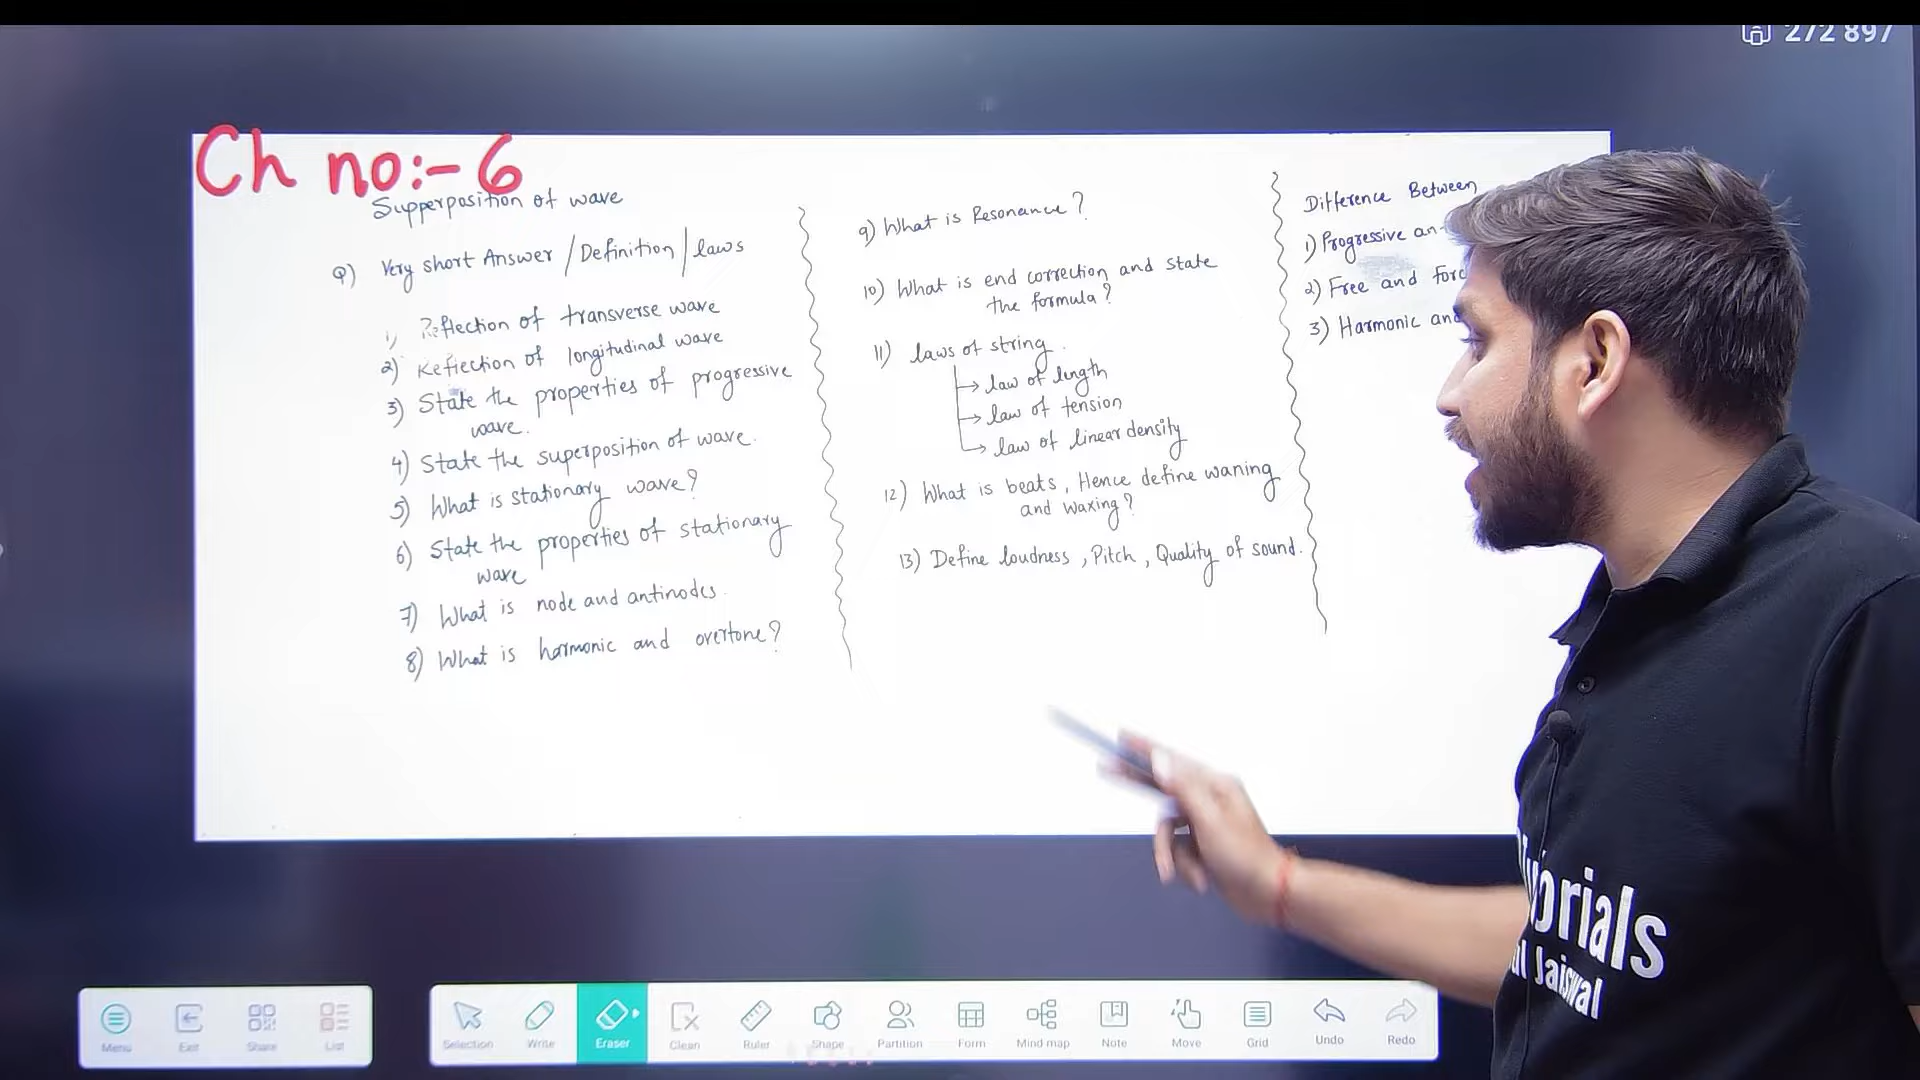 272 897
Ch no:- 6
Supperposition of wave
Q) Very short Answer / Definition / laws
1) Reflection of transverse wave
2) Reflection of longitudinal wave
3) State the properties of progressive
wave.
4) State the superposition of wave.
5) What is stationary wave?
6) State the properties of stationary
wave
7) What is node and antinodes.
8) What is harmonic and overtone?
9) What is Resonance?
10) What is end correction and state
the formula?
11) laws of string.
→ law of length
→ law of tension
→ law of linear density
12) What is beats, Hence define waning
and waxing?
13) Define loudness, Pitch, Quality of sound.
Difference Between
1) Progressive an
2) Free and forc
3) Harmonic and
orials
Jaiswal
Menu Exit Share List
Selection Write Eraser Clean Ruler Shape Partition Form Mind map Note Move Grid Undo Redo